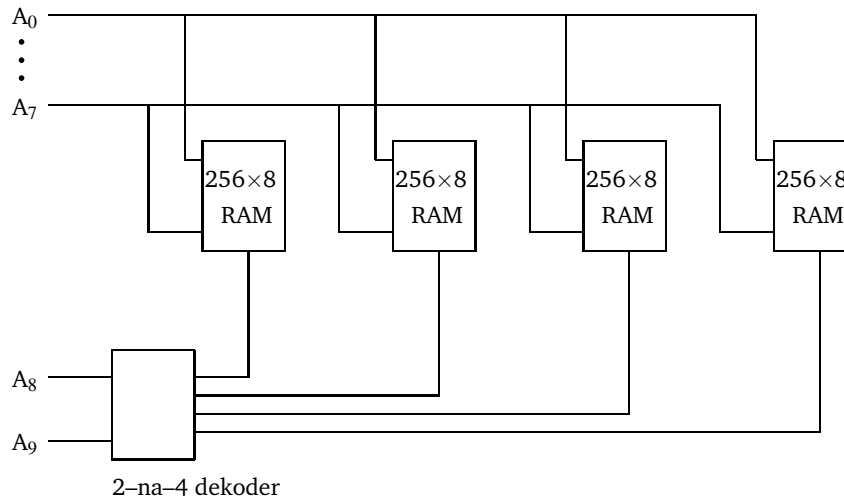 A₀
A₇
256×8 256×8 256×8 256×8
RAM RAM RAM RAM
A₈
A₉
2–na–4 dekoder